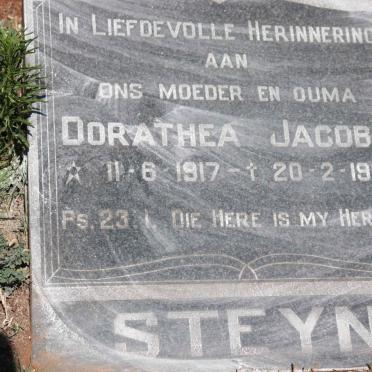 IN LIEFDEVOLLE HERINNERING
AAN
ONS MOEDER EN OUMA
DORATHEA JACOB
☆ 11-6-1917 - † 20-2-19
Ps. 23:1. DIE HERE IS MY HER
STEYN